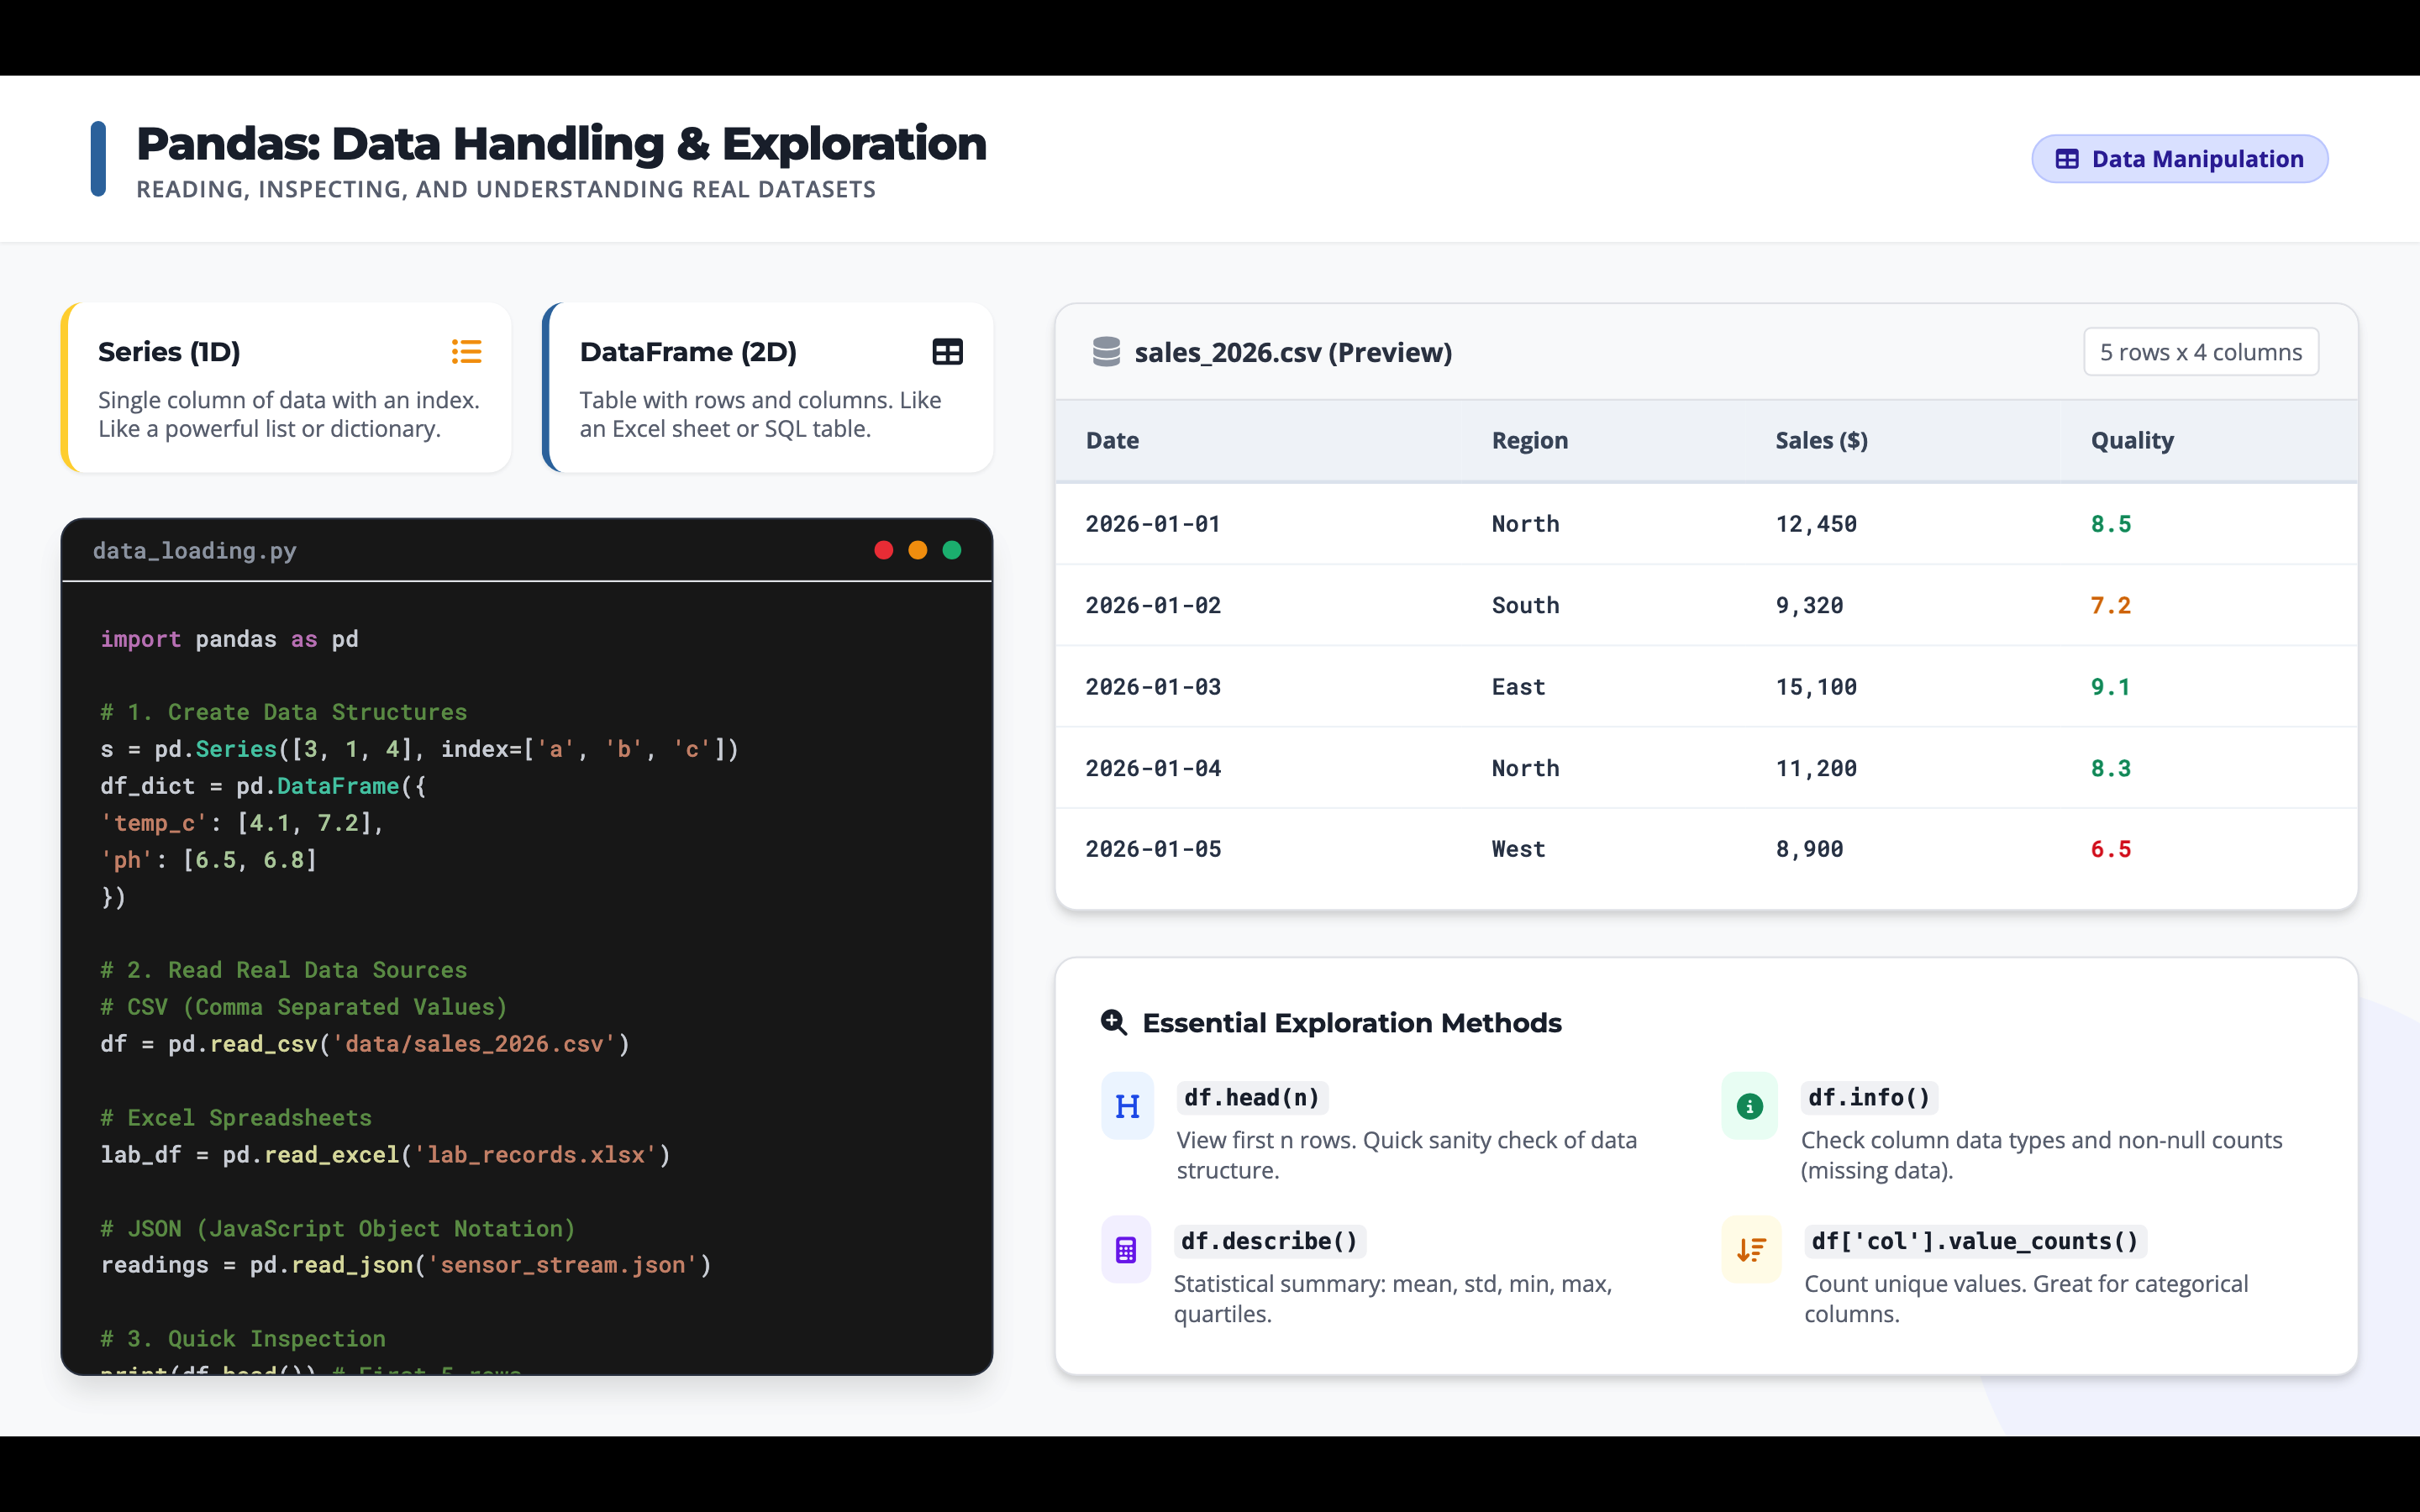 Pandas: Data Handling & Exploration
READING, INSPECTING, AND UNDERSTANDING REAL DATASETS
Data Manipulation
Series (1D)
Single column of data with an index.
Like a powerful list or dictionary.
DataFrame (2D)
Table with rows and columns. Like
an Excel sheet or SQL table.
data_loading.py
import pandas as pd
# 1. Create Data Structures
s = pd.Series([3, 1, 4], index=['a', 'b', 'c'])
df_dict = pd.DataFrame({
'temp_c': [4.1, 7.2],
'ph': [6.5, 6.8]
})
# 2. Read Real Data Sources
# CSV (Comma Separated Values)
df = pd.read_csv('data/sales_2026.csv')
# Excel Spreadsheets
lab_df = pd.read_excel('lab_records.xlsx')
# JSON (JavaScript Object Notation)
readings = pd.read_json('sensor_stream.json')
# 3. Quick Inspection
print(df.head()) # First 5 rows
sales_2026.csv (Preview)
5 rows x 4 columns
Date Region Sales ($) Quality
2026-01-01 North 12,450 8.5
2026-01-02 South 9,320 7.2
2026-01-03 East 15,100 9.1
2026-01-04 North 11,200 8.3
2026-01-05 West 8,900 6.5
Essential Exploration Methods
df.head(n)
View first n rows. Quick sanity check of data
structure.
df.info()
Check column data types and non-null counts
(missing data).
df.describe()
Statistical summary: mean, std, min, max,
quartiles.
df['col'].value_counts()
Count unique values. Great for categorical
columns.